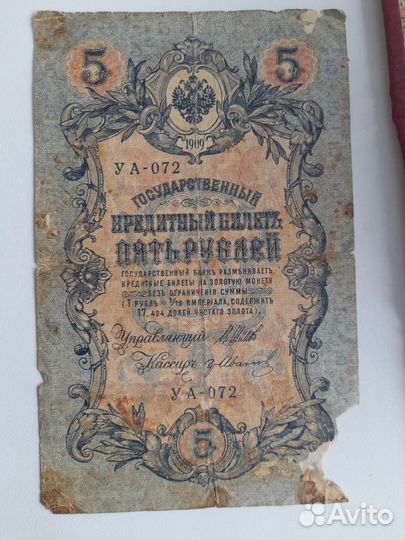 5 5
1909
УА-072
ГОСУДАРСТВЕННЫЙ
КРЕДИТНЫЙ БИЛЕТЪ
ПЯТЬ РУБЛЕЙ
ГОСУДАРСТВЕННЫЙ БАНКЪ РАЗМѢНИВАЕТЪ
КРЕДИТНЫЕ БИЛЕТЫ НА ЗОЛОТУЮ МОНЕТУ
БЕЗЪ ОГРАНИЧЕНІЯ СУММЫ
(1 РУБЛЬ = 1/15 ИМПЕРІАЛА, СОДЕРЖИТЪ
17,424 ДОЛЕЙ ЧИСТАГО ЗОЛОТА).
Управляющій
Кассиръ
УА-072
5
Avito